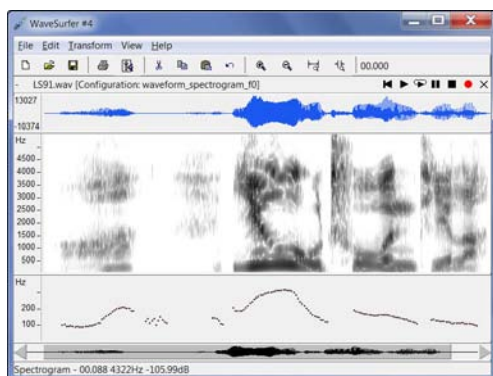 WaveSurfer #4
File Edit Transform View Help
00.000
- LS91.wav [Configuration: waveform_spectrogram_f0]
13027
-10374
Hz
4500
4000
3500
3000
2500
2000
1500
1000
500
Hz
200
100
Spectrogram - 00.088 4322Hz -105.99dB